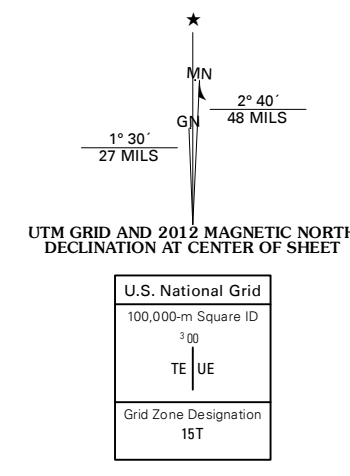 ★
MN
GN
2° 40´
48 MILS
1° 30´
27 MILS
UTM GRID AND 2012 MAGNETIC NORTH
DECLINATION AT CENTER OF SHEET
U.S. National Grid
100,000-m Square ID
³00
TE UE
Grid Zone Designation
15T